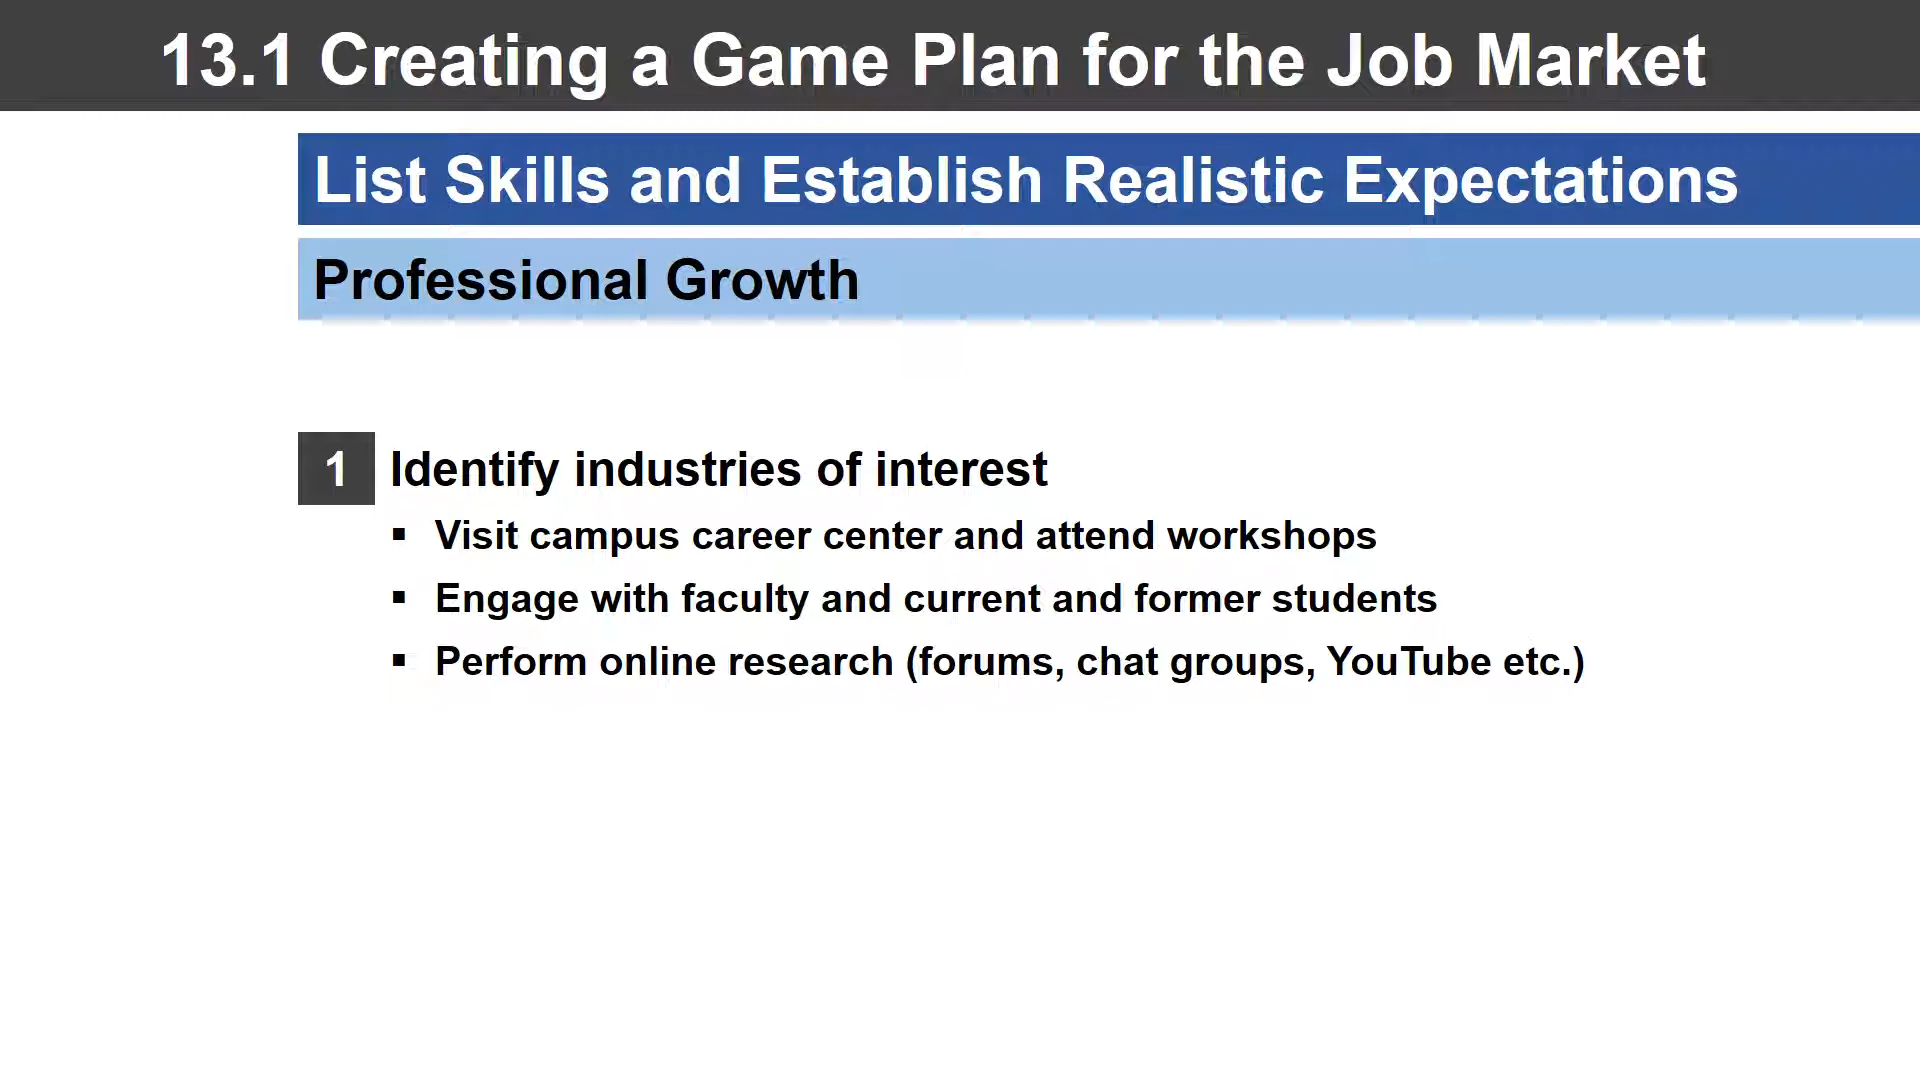 13.1 Creating a Game Plan for the Job Market
List Skills and Establish Realistic Expectations
Professional Growth
1 Identify industries of interest
▪ Visit campus career center and attend workshops
▪ Engage with faculty and current and former students
▪ Perform online research (forums, chat groups, YouTube etc.)